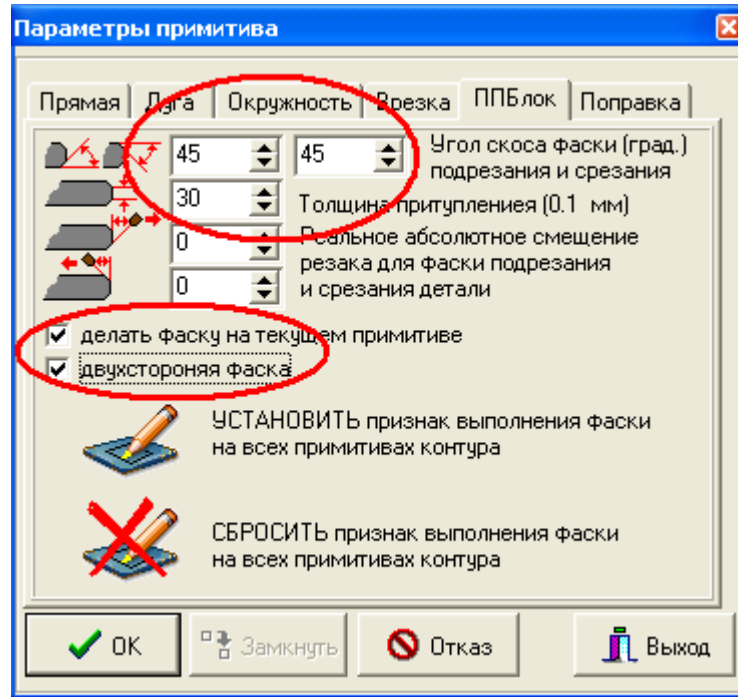 Параметры примитива
Прямая Дуга Окружность Врезка ППБлок Поправка
45 45 Угол скоса фаски (град.)
подрезания и срезания
30 Толщина притуплениея (0.1 мм)
0 Реальное абсолютное смещение
резака для фаски подрезания
0 и срезания детали
делать фаску на текущем примитиве
двухстороняя фаска
УСТАНОВИТЬ признак выполнения фаски
на всех примитивах контура
СБРОСИТЬ признак выполнения фаски
на всех примитивах контура
OK Замкнуть Отказ Выход